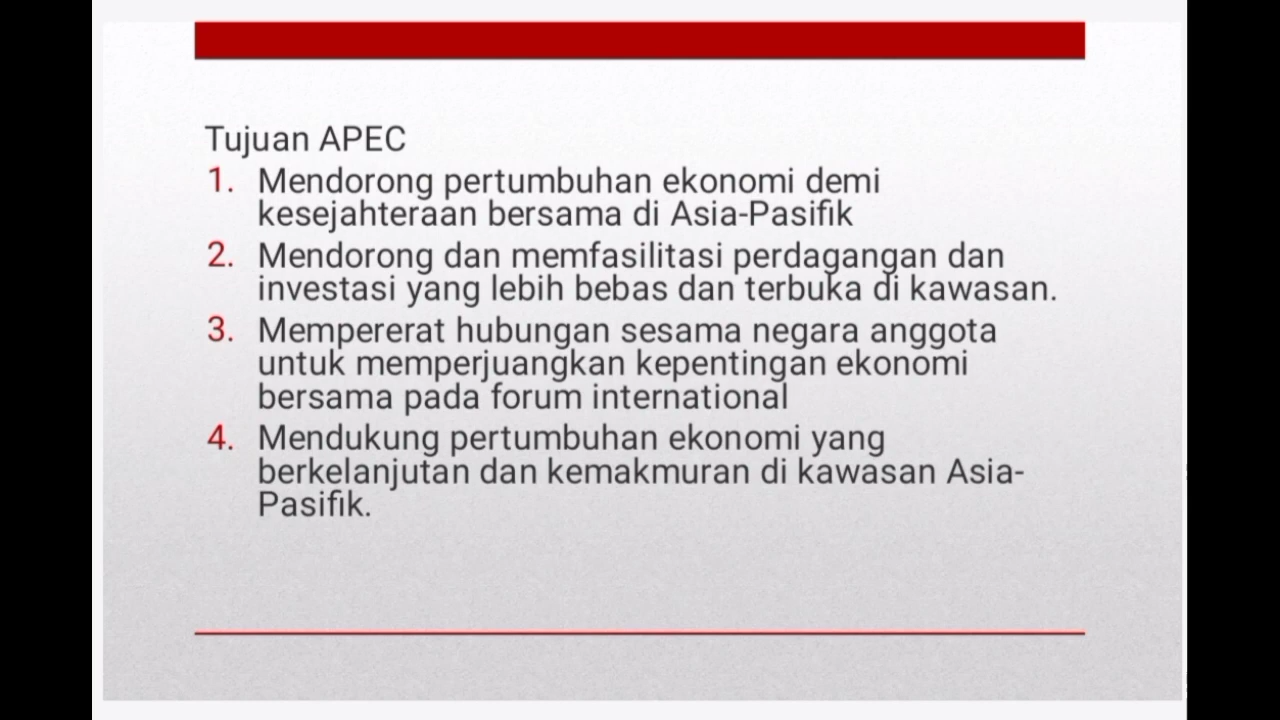 Tujuan APEC
1. Mendorong pertumbuhan ekonomi demi
kesejahteraan bersama di Asia-Pasifik
2. Mendorong dan memfasilitasi perdagangan dan
investasi yang lebih bebas dan terbuka di kawasan.
3. Mempererat hubungan sesama negara anggota
untuk memperjuangkan kepentingan ekonomi
bersama pada forum international
4. Mendukung pertumbuhan ekonomi yang
berkelanjutan dan kemakmuran di kawasan Asia-
Pasifik.